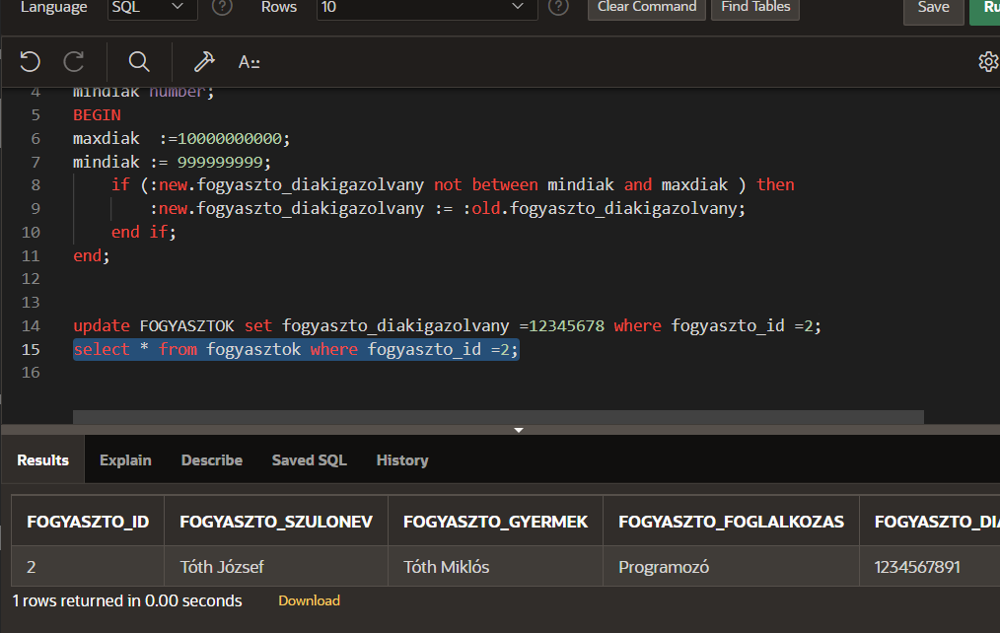 Language SQL Rows 10 Clear Command Find Tables Save Ru
A::
4 mindiak number;
5 BEGIN
6 maxdiak  :=10000000000;
7 mindiak := 999999999;
8 if (:new.fogyaszto_diakigazolvany not between mindiak and maxdiak ) then
9 :new.fogyaszto_diakigazolvany := :old.fogyaszto_diakigazolvany;
10 end if;
11 end;
12
13
14 update FOGYASZTOK set fogyaszto_diakigazolvany =12345678 where fogyaszto_id =2;
15 select * from fogyasztok where fogyaszto_id =2;
16
Results Explain Describe Saved SQL History
FOGYASZTO_ID FOGYASZTO_SZULONEV FOGYASZTO_GYERMEK FOGYASZTO_FOGLALKOZAS FOGYASZTO_DIA
2 Tóth József Tóth Miklós Programozó 1234567891
1 rows returned in 0.00 seconds Download